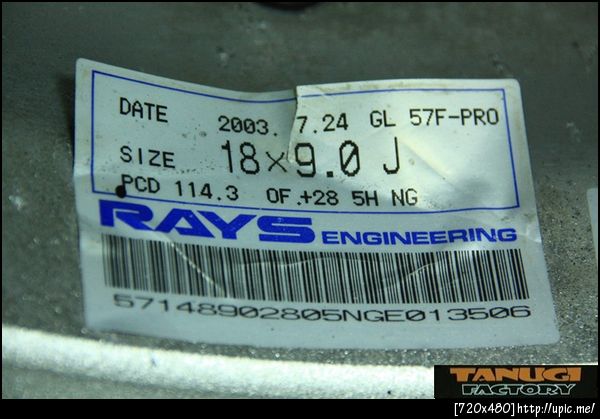 DATE 2003. 7.24 GL 57F-PRO
SIZE 18×9.0 J
PCD 114.3 OF.+28 5H NG
RAYS ENGINEERING
57148902805NGE013506
TANUGI FACTORY
[720x480]http://upic.me/